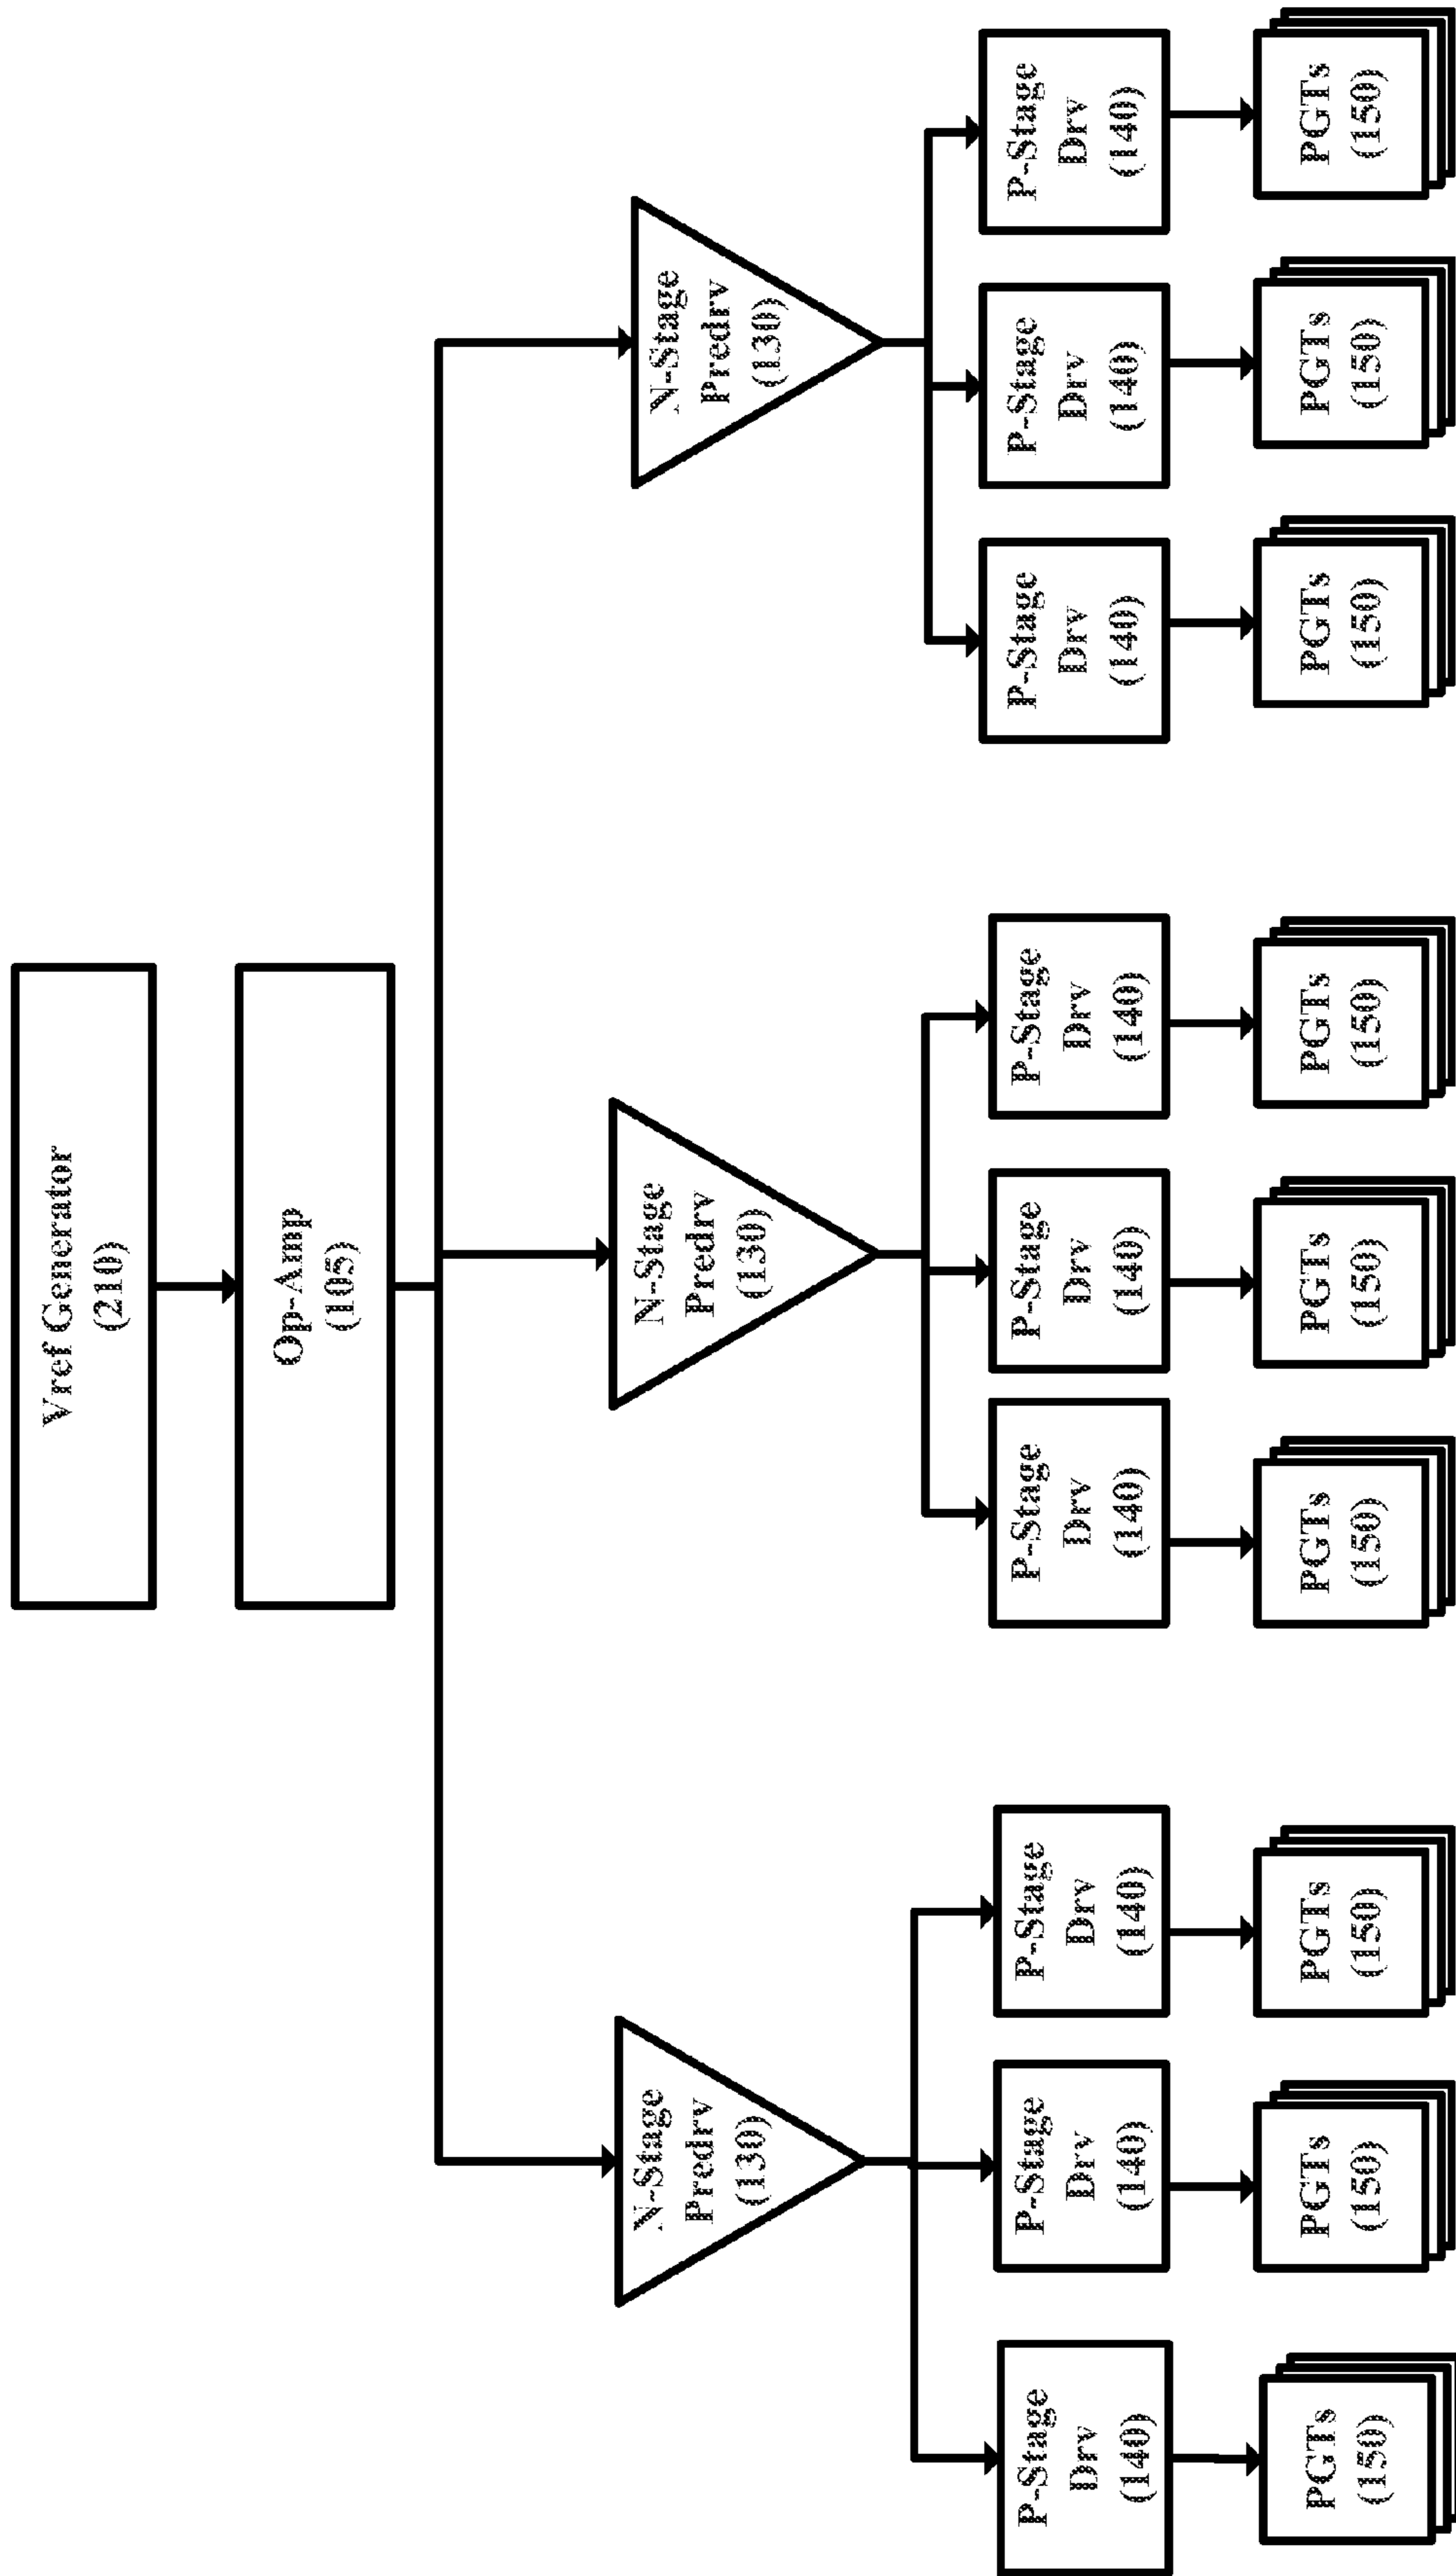 Vref Generator
(210)
Op-Amp
(105)
N-Stage
Predrv
(130)
N-Stage
Predrv
(130)
N-Stage
Predrv
(130)
P-Stage
Drv
(140)
P-Stage
Drv
(140)
P-Stage
Drv
(140)
P-Stage
Drv
(140)
P-Stage
Drv
(140)
P-Stage
Drv
(140)
P-Stage
Drv
(140)
P-Stage
Drv
(140)
P-Stage
Drv
(140)
PGTs
(150)
PGTs
(150)
PGTs
(150)
PGTs
(150)
PGTs
(150)
PGTs
(150)
PGTs
(150)
PGTs
(150)
PGTs
(150)